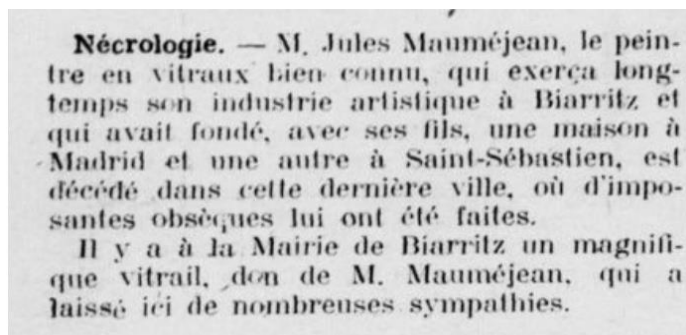 Nécrologie. — M. Jules Mauméjean, le pein-
tre en vitraux bien connu, qui exerça long-
temps son industrie artistique à Biarritz et
qui avait fondé, avec ses fils, une maison à
Madrid et une autre à Saint-Sébastien, est
décédé dans cette dernière ville, où d'impo-
santes obsèques lui ont été faites.
Il y a à la Mairie de Biarritz un magnifi-
que vitrail, don de M. Mauméjean, qui a
laissé ici de nombreuses sympathies.